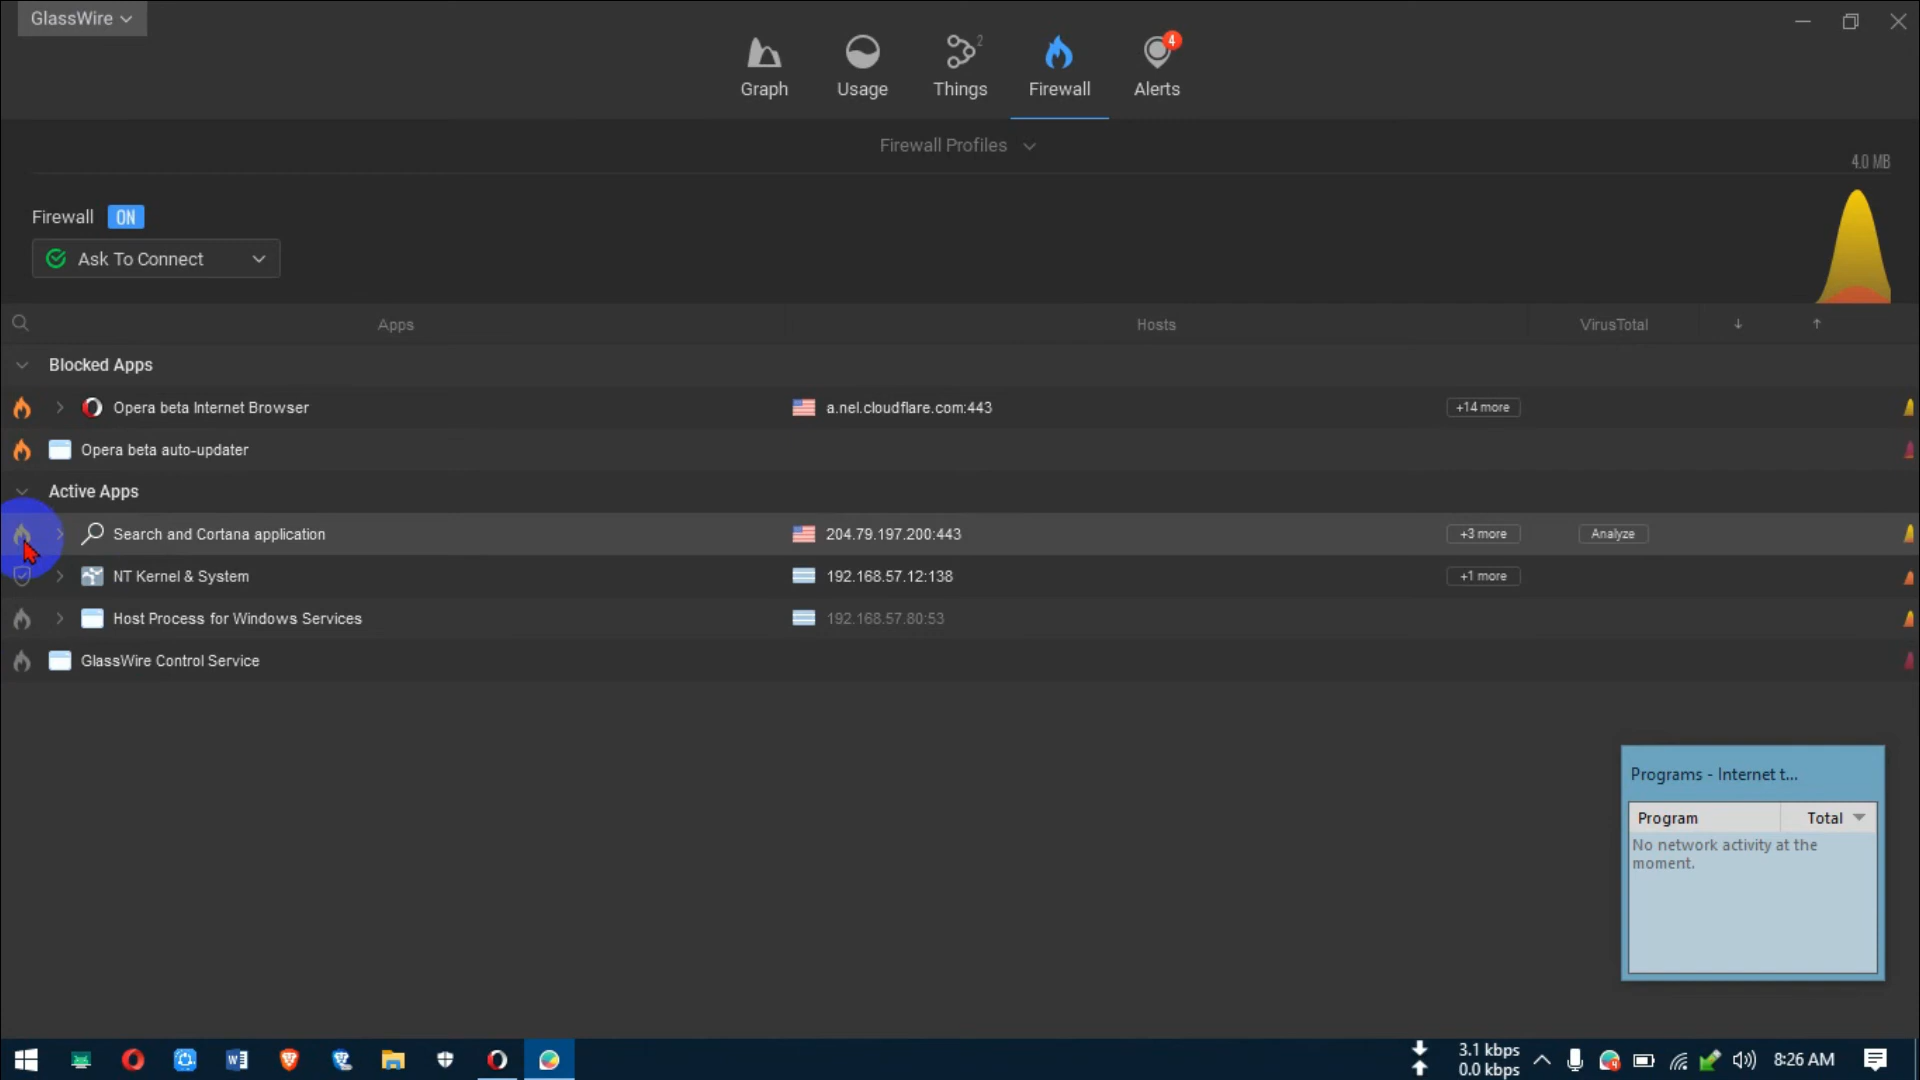 GlassWire
2
4
Graph
Usage
Things
Firewall
Alerts
Firewall Profiles
4.0 MB
Firewall ON
Ask To Connect
Apps
Hosts
VirusTotal
Blocked Apps
Opera beta Internet Browser
a.nel.cloudflare.com:443
+14 more
Opera beta auto-updater
Active Apps
Search and Cortana application
204.79.197.200:443
+3 more
Analyze
NT Kernel & System
192.168.57.12:138
+1 more
Host Process for Windows Services
192.168.57.80:53
GlassWire Control Service
Programs - Internet t...
Program
Total
No network activity at the
moment.
3.1 kbps
0.0 kbps
8:26 AM